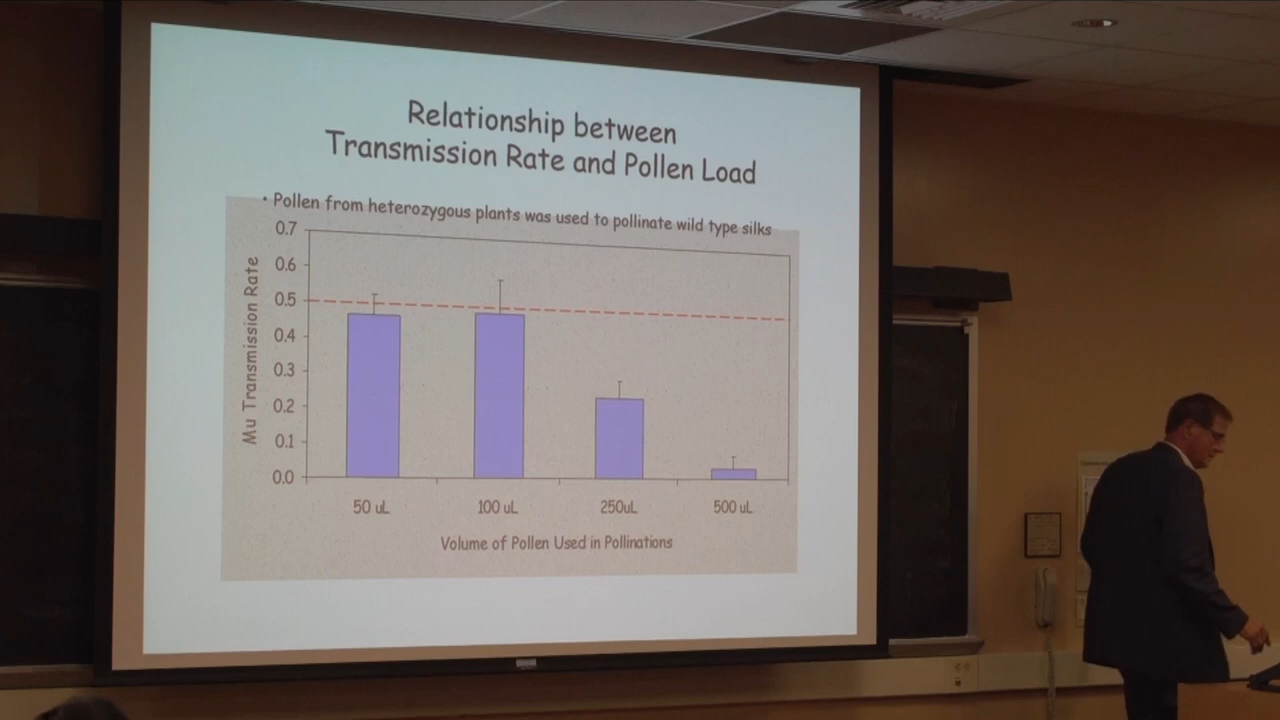 Relationship between
Transmission Rate and Pollen Load
• Pollen from heterozygous plants was used to pollinate wild type silks
Mu Transmission Rate
0.7
0.6
0.5
0.4
0.3
0.2
0.1
0.0
50 uL 100 uL 250uL 500 uL
Volume of Pollen Used in Pollinations